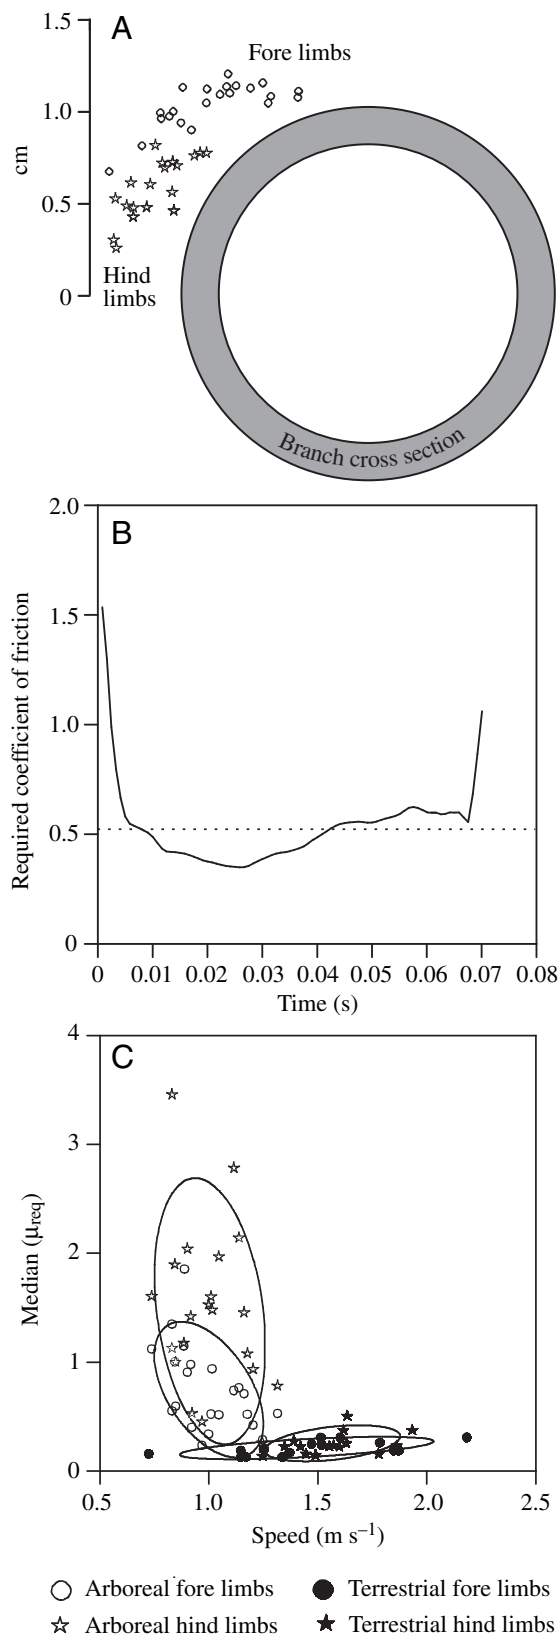 A
1.5
1.0
0.5
0
cm
Fore limbs
Hind
limbs
Branch cross section
B
2.0
1.5
1.0
0.5
0
Required coefficient of friction
0 0.01 0.02 0.03 0.04 0.05 0.06 0.07 0.08
Time (s)
C
4
3
2
1
0
Median (μreq)
0.5 1.0 1.5 2.0 2.5
Speed (m s⁻¹)
Arboreal fore limbs Terrestrial fore limbs
Arboreal hind limbs Terrestrial hind limbs